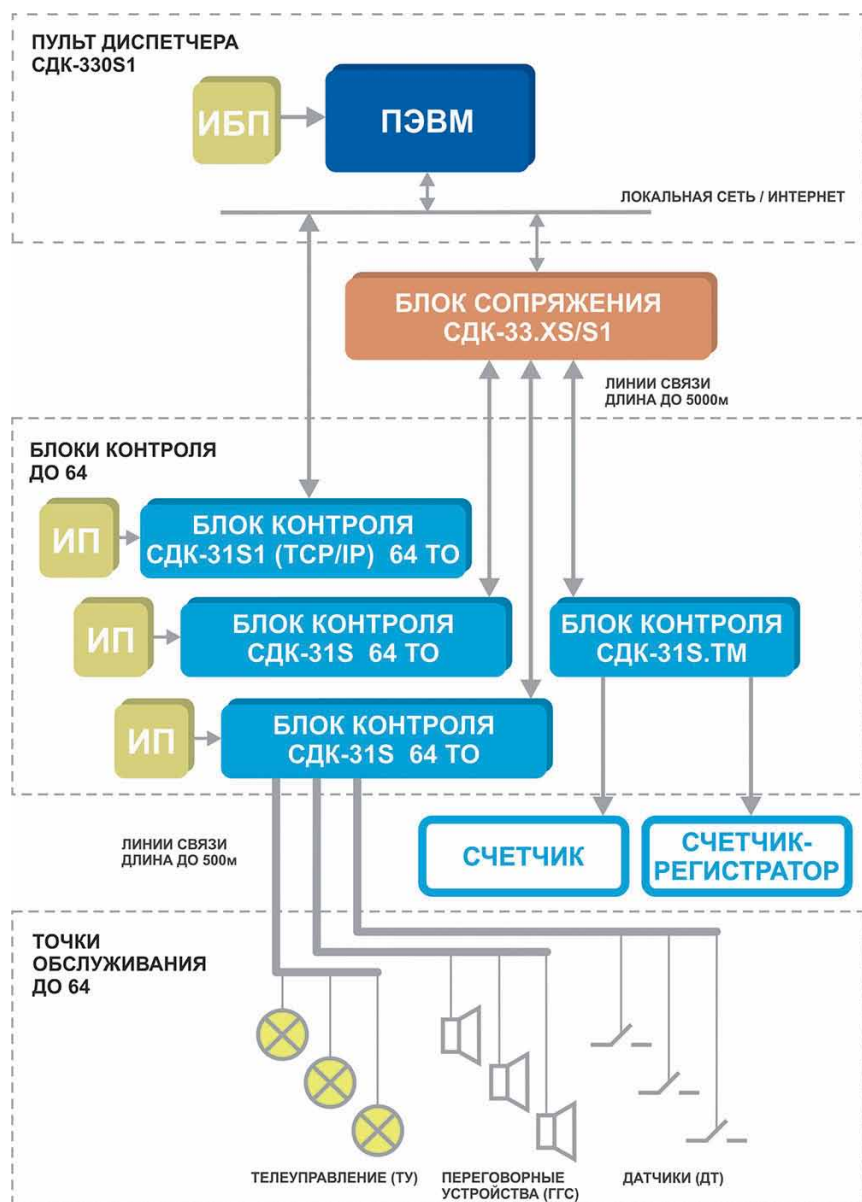 ПУЛЬТ ДИСПЕТЧЕРА
СДК-330S1
ИБП
ПЭВМ
ЛОКАЛЬНАЯ СЕТЬ / ИНТЕРНЕТ
БЛОК СОПРЯЖЕНИЯ
СДК-33.XS/S1
ЛИНИИ СВЯЗИ
ДЛИНА ДО 5000м
БЛОКИ КОНТРОЛЯ
ДО 64
ИП
БЛОК КОНТРОЛЯ
СДК-31S1 (TCP/IP) 64 ТО
ИП
БЛОК КОНТРОЛЯ
СДК-31S 64 ТО
БЛОК КОНТРОЛЯ
СДК-31S.TM
ИП
БЛОК КОНТРОЛЯ
СДК-31S 64 ТО
ЛИНИИ СВЯЗИ
ДЛИНА ДО 500м
СЧЕТЧИК
СЧЕТЧИК-
РЕГИСТРАТОР
ТОЧКИ
ОБСЛУЖИВАНИЯ
ДО 64
ТЕЛЕУПРАВЛЕНИЕ (ТУ)
ПЕРЕГОВОРНЫЕ
УСТРОЙСТВА (ГГС)
ДАТЧИКИ (ДТ)